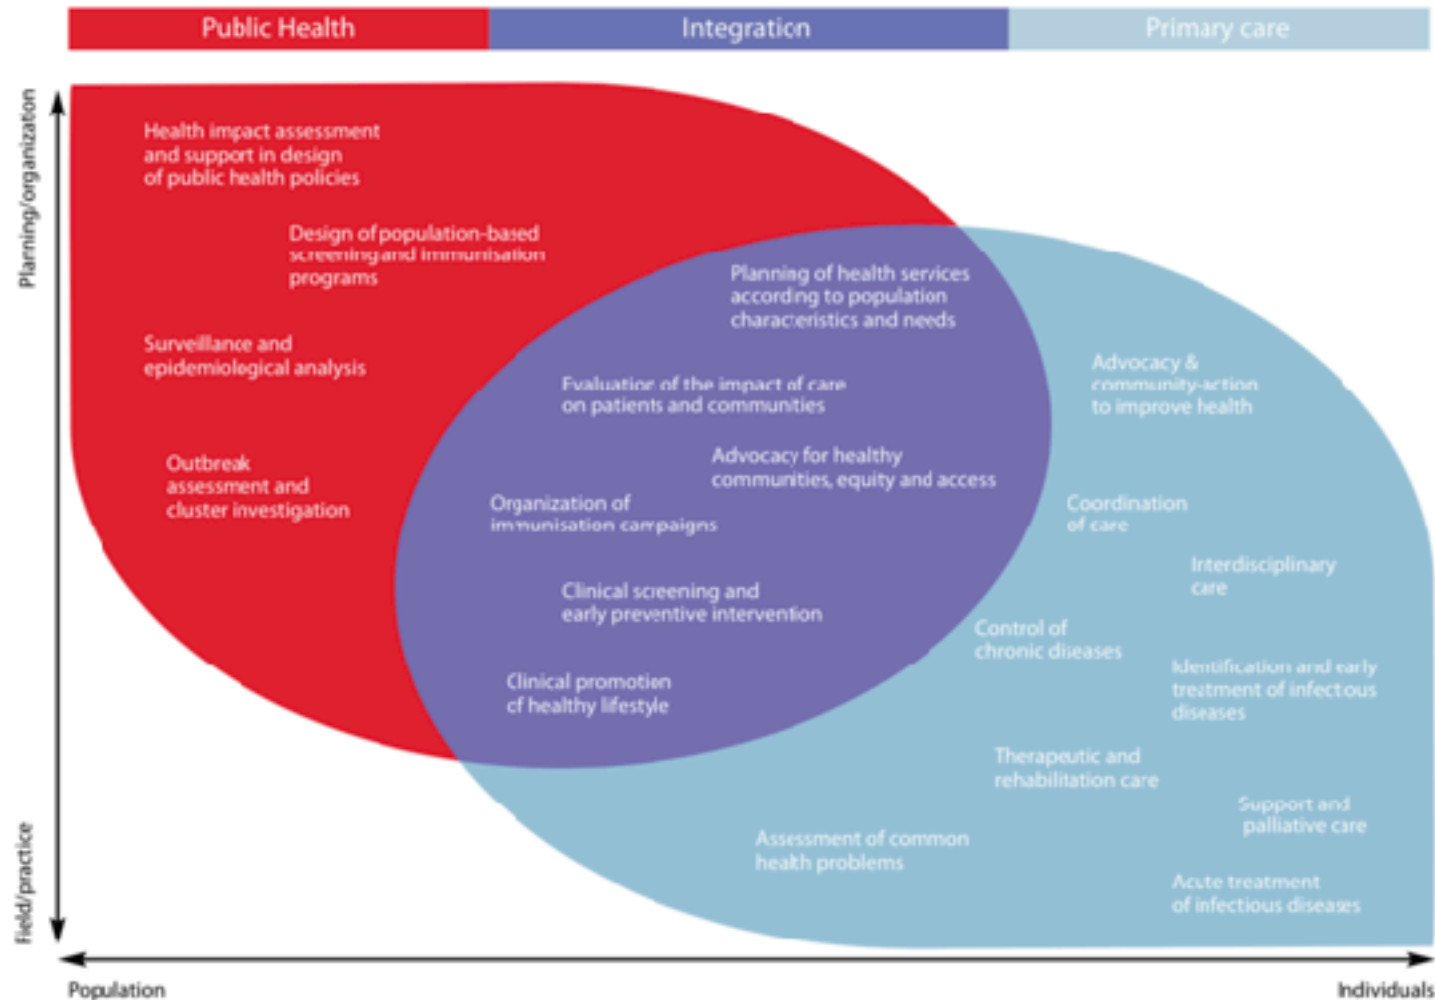 Public Health
Integration
Primary care
Planning/organization
Field/practice
Health impact assessment
and support in design
of public health policies
Design of population-based
screening and immunisation
programs
Surveillance and
epidemiological analysis
Outbreak
assessment and
cluster investigation
Planning of health services
according to population
characteristics and needs
Evaluation of the impact of care
on patients and communities
Advocacy for healthy
communities, equity and access
Organization of
immunisation campaigns
Clinical screening and
early preventive intervention
Clinical promotion
of healthy lifestyle
Advocacy &
community-action
to improve health
Coordination
of care
Interdisciplinary
care
Control of
chronic diseases
Identification and early
treatment of infectious
diseases
Therapeutic and
rehabilitation care
Support and
palliative care
Assessment of common
health problems
Acute treatment
of infectious diseases
Population
Individuals